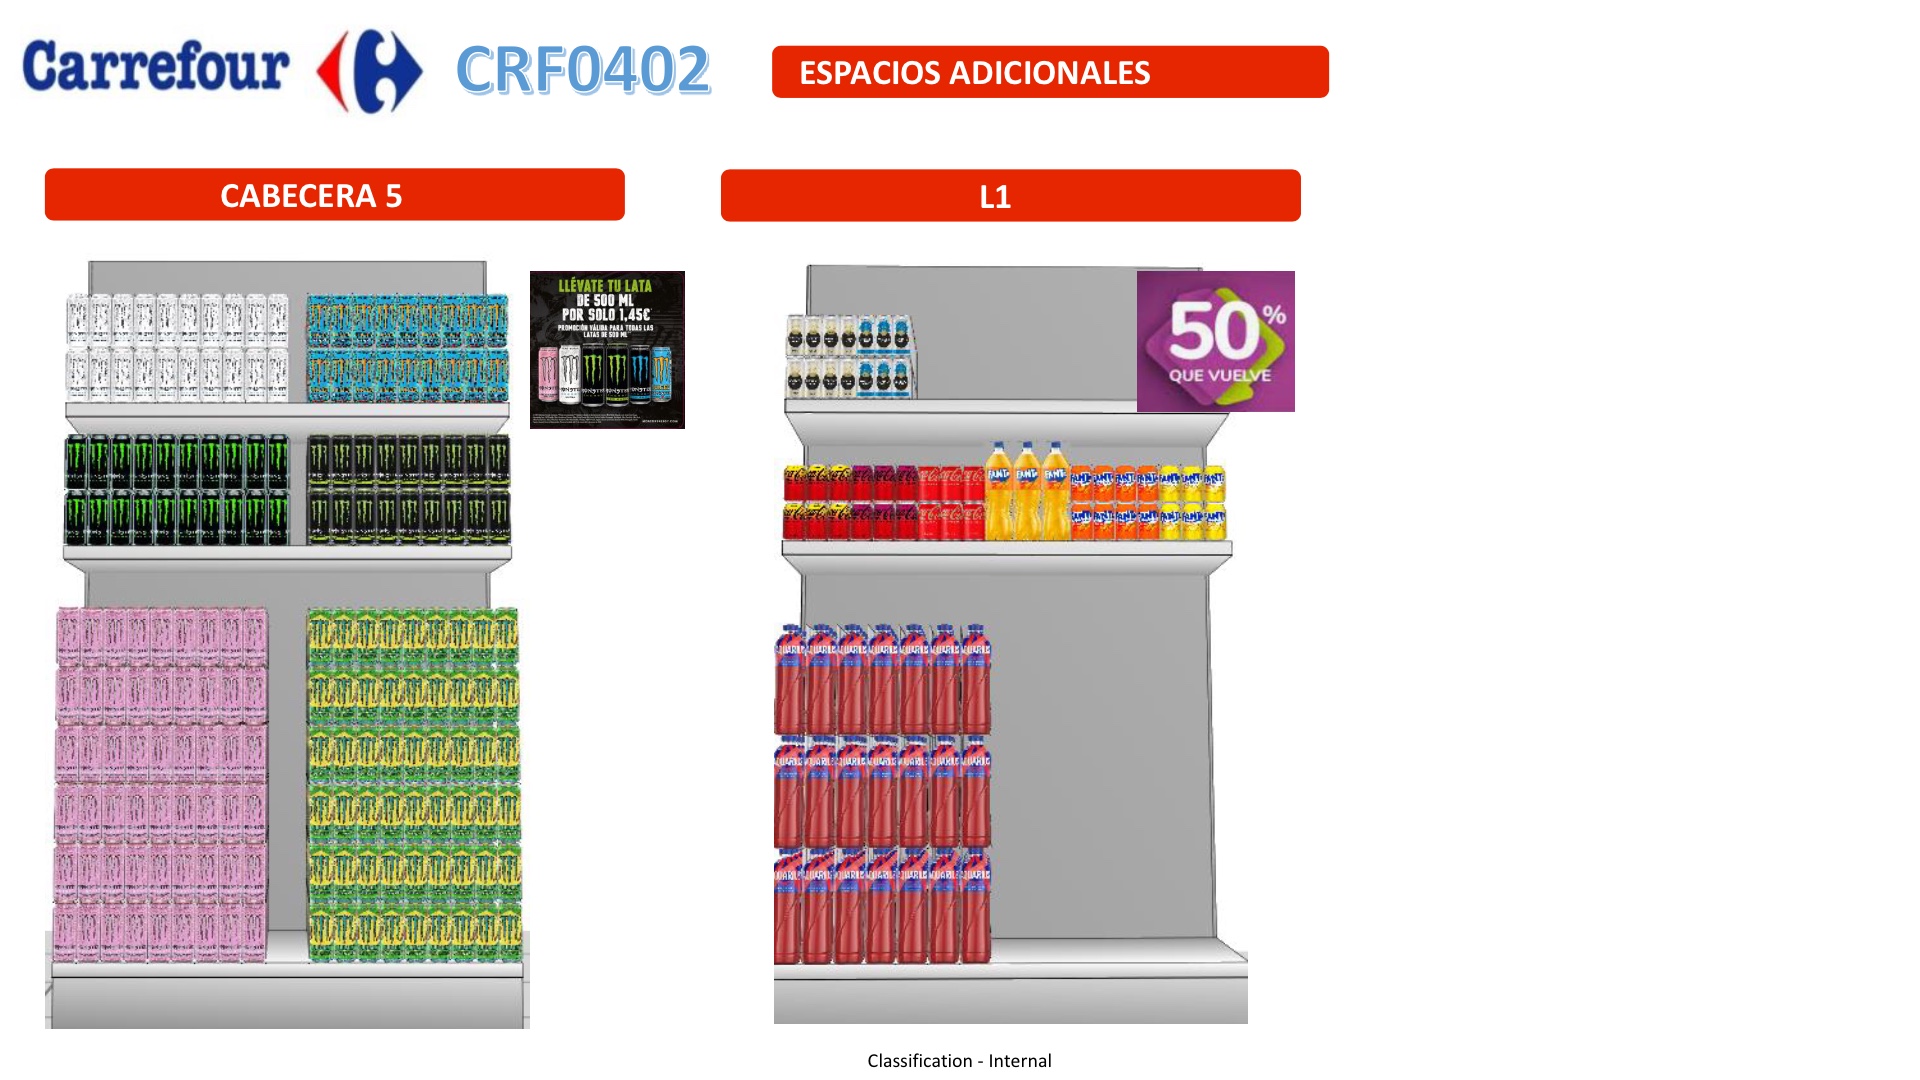 Carrefour
CRF0402
ESPACIOS ADICIONALES
CABECERA 5
L1
LLÉVATE TU LATA
DE 500 ML
POR SOLO 1,45€
PROMOCIÓN VÁLIDA PARA TODAS LAS
LATAS DE 500 ML
50%
QUE VUELVE
Classification - Internal